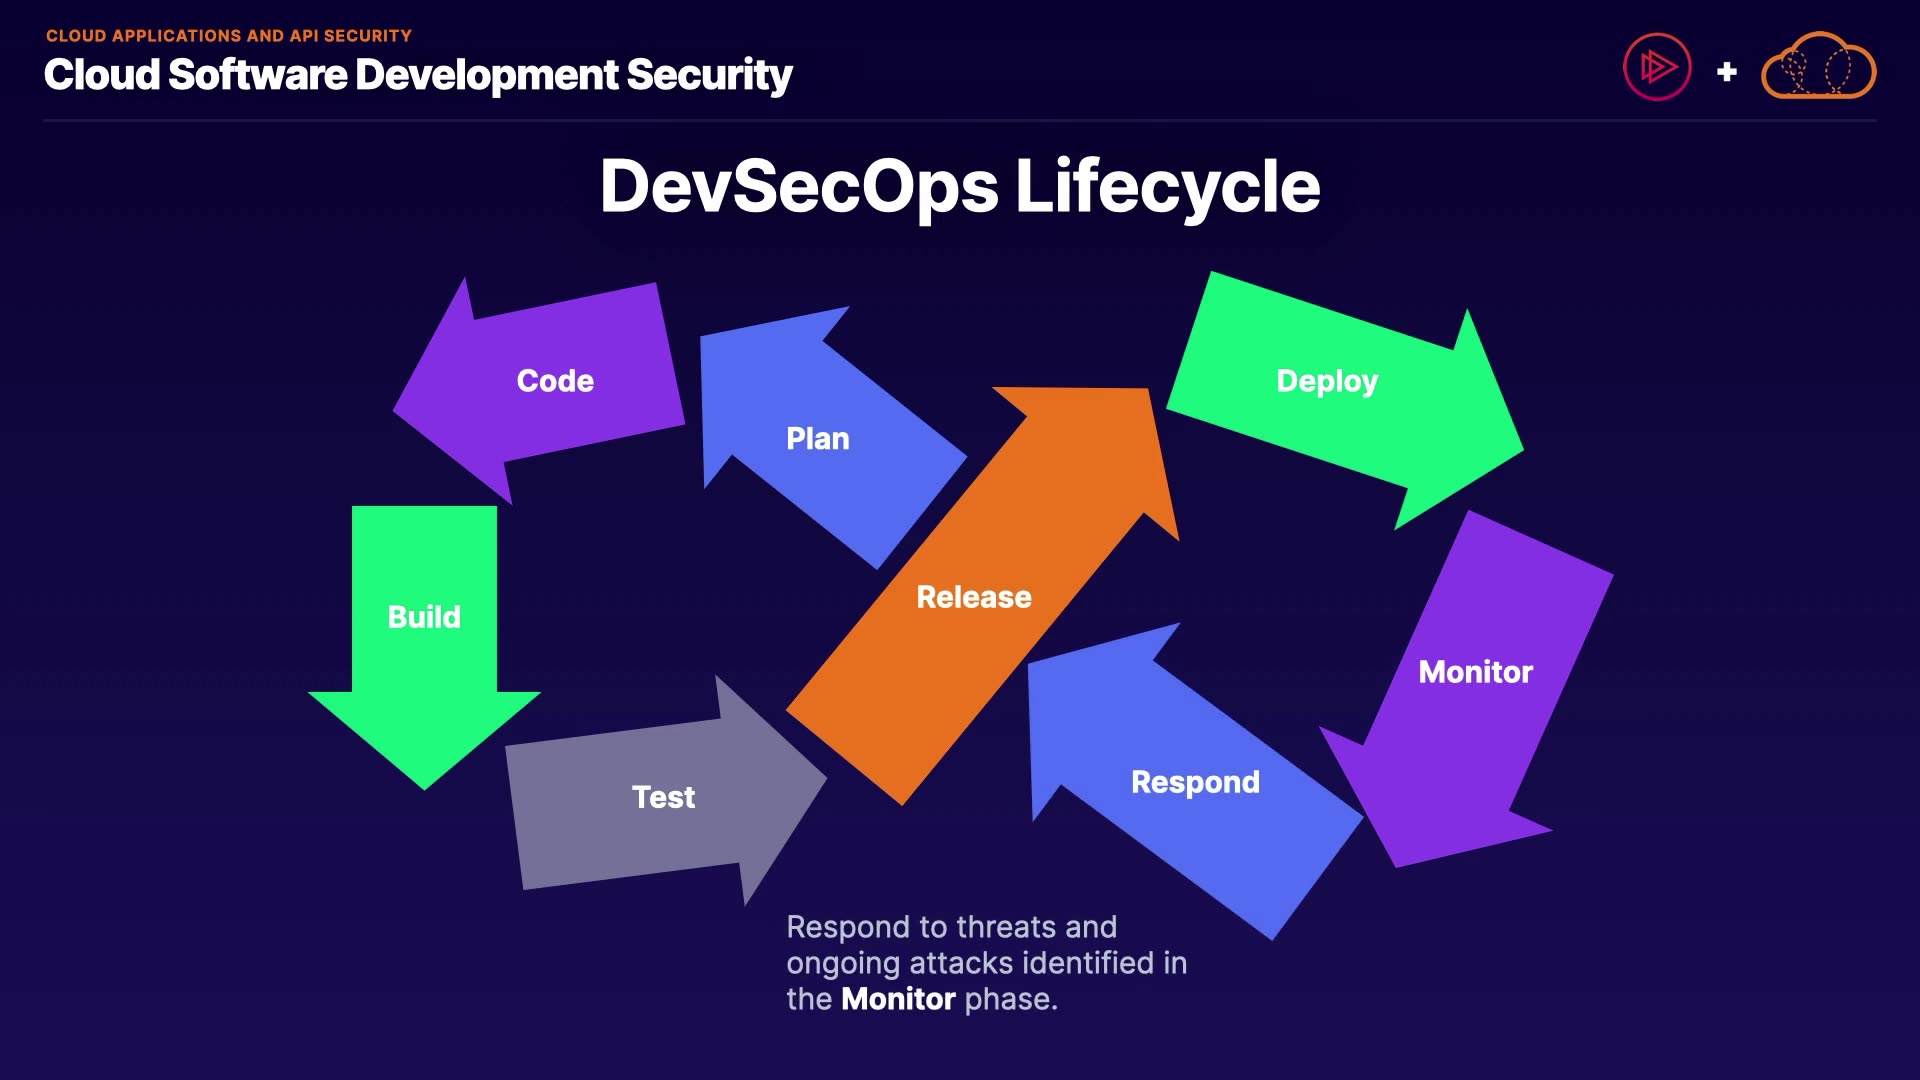 CLOUD APPLICATIONS AND API SECURITY
Cloud Software Development Security
DevSecOps Lifecycle
Code
Plan
Deploy
Build
Release
Monitor
Test
Respond
Respond to threats and
ongoing attacks identified in
the Monitor phase.